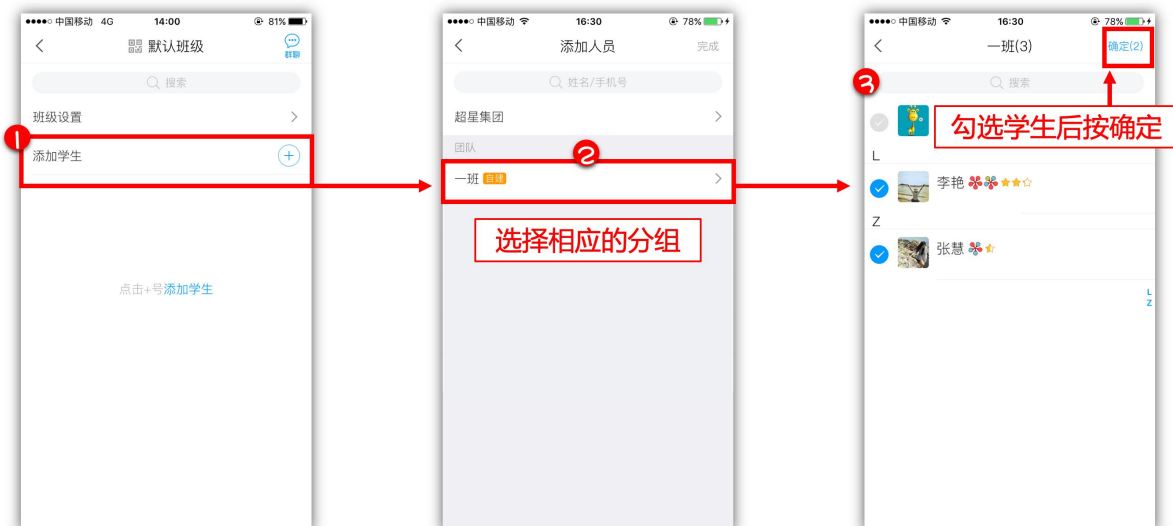 中国移动 4G 14:00 81%
默认班级
群聊
搜索
班级设置
1
添加学生
点击+号添加学生
中国移动 16:30 78%
添加人员
完成
姓名/手机号
超星集团
团队
2
一班 自建
选择相应的分组
中国移动 16:30 78%
一班(3)
确定(2)
3
搜索
勾选学生后按确定
L
李艳
Z
张慧
L
Z